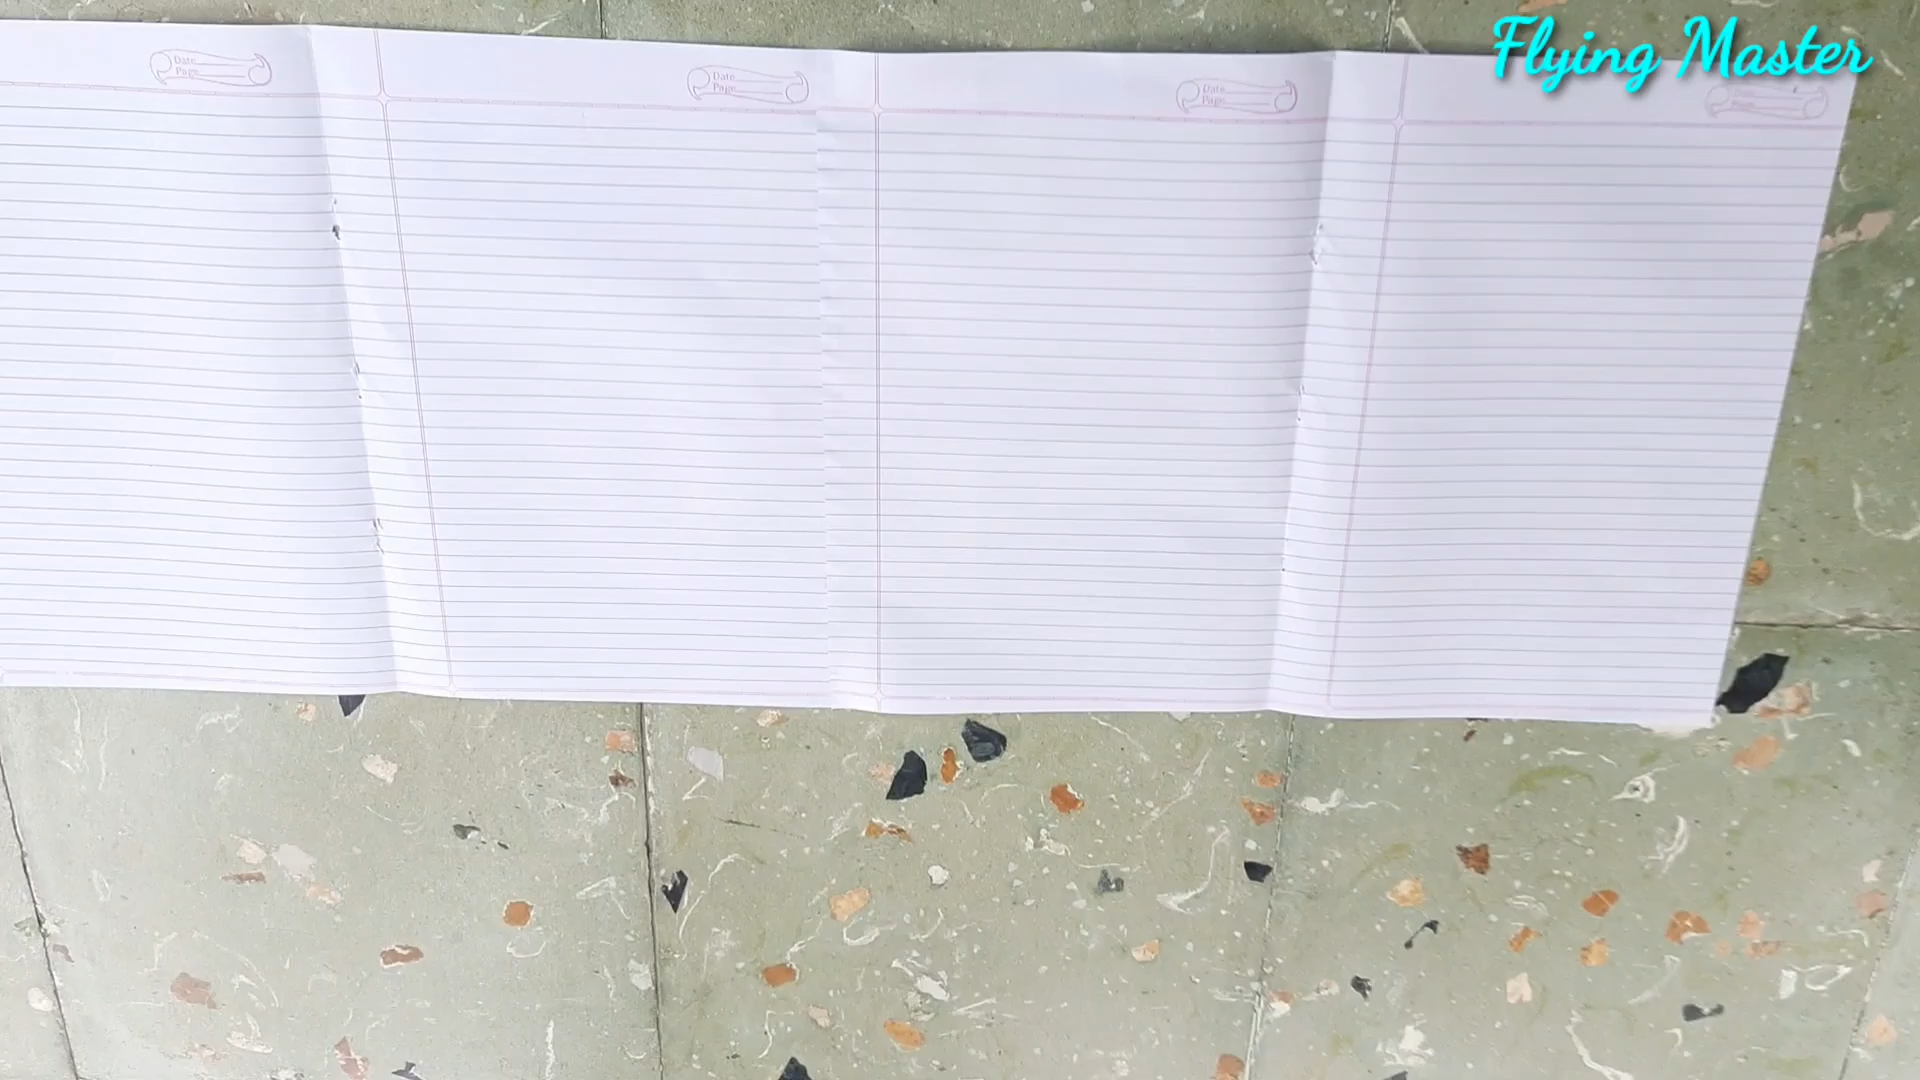 Flying Master
Date
Page
Date
Page
Date
Page